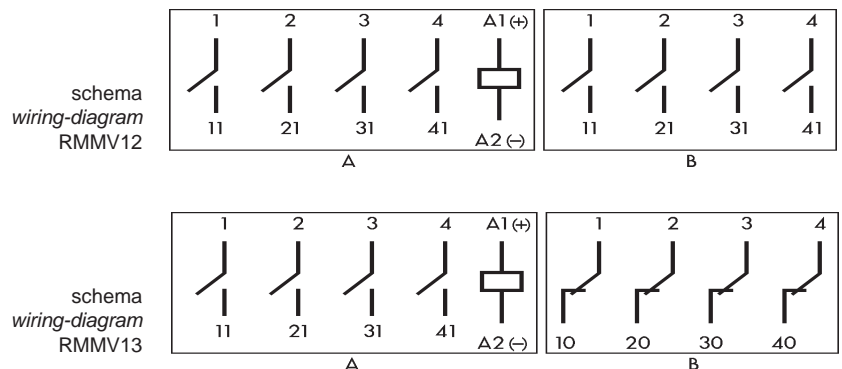 1 2 3 4 A1 (+) 1 2 3 4
schema
wiring-diagram
RMMV12
11 21 31 41 A2 (–) 11 21 31 41
A B
1 2 3 4 A1 (+) 1 2 3 4
schema
wiring-diagram
RMMV13
11 21 31 41 A2 (–) 10 20 30 40
A B